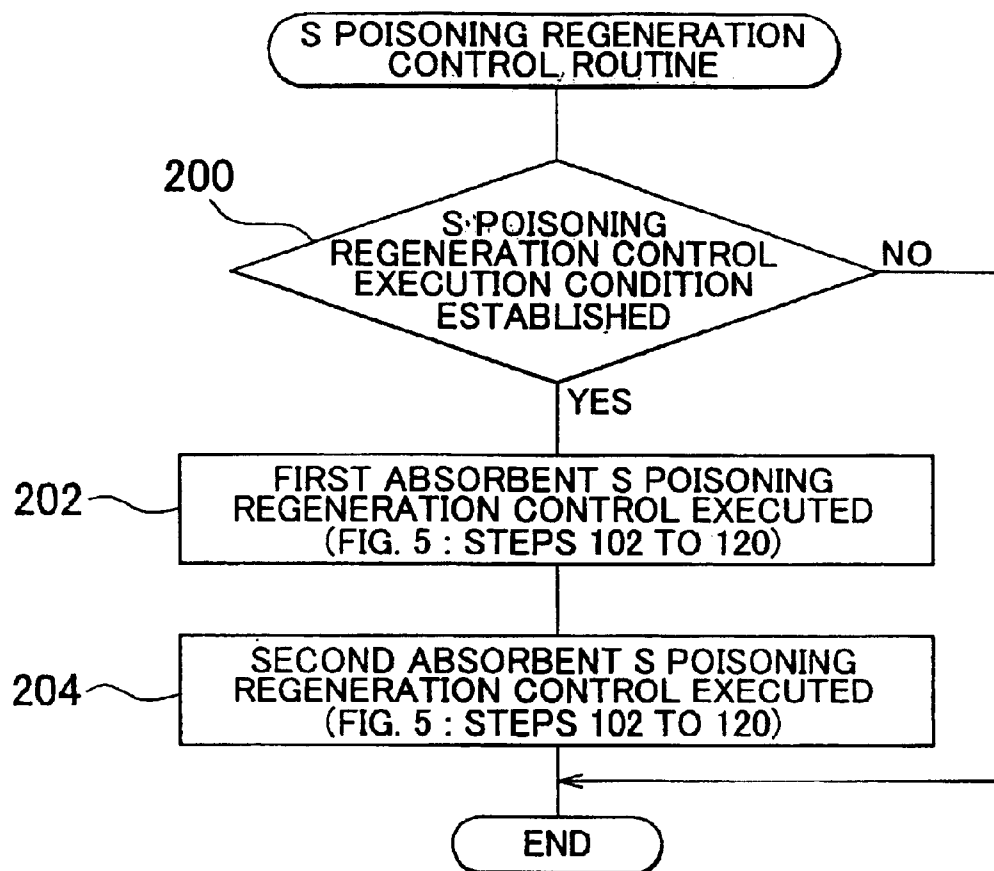 S POISONING REGENERATION
CONTROL ROUTINE
200
S POISONING
REGENERATION CONTROL
EXECUTION CONDITION
ESTABLISHED
NO
YES
202
FIRST ABSORBENT S POISONING
REGENERATION CONTROL EXECUTED
(FIG. 5 : STEPS 102 TO 120)
204
SECOND ABSORBENT S POISONING
REGENERATION CONTROL EXECUTED
(FIG. 5 : STEPS 102 TO 120)
END